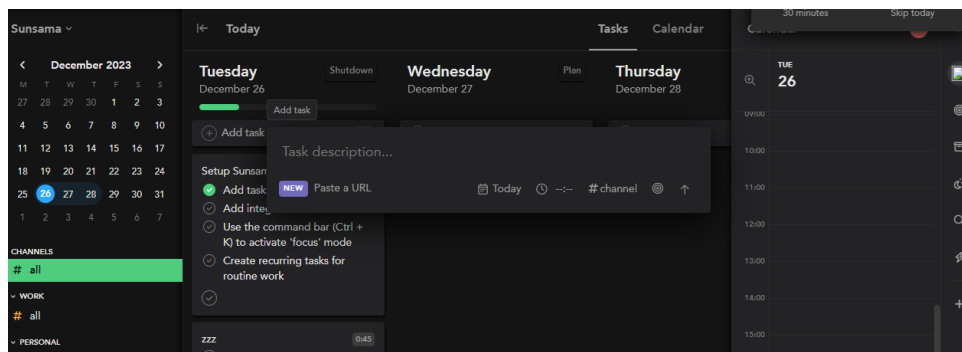 Sunsama
December 2023
M T W T F S S
27 28 29 30 1 2 3
4 5 6 7 8 9 10
11 12 13 14 15 16 17
18 19 20 21 22 23 24
25 26 27 28 29 30 31
1 2 3 4 5 6 7
CHANNELS
# all
WORK
# all
PERSONAL
Today
Tasks
Calendar
Tuesday
Shutdown
December 26
Add task
Add task
Setup Sunsam
Add task
Add integ
Use the command bar (Ctrl +
K) to activate 'focus' mode
Create recurring tasks for
routine work
zzz
0:45
Wednesday
Plan
December 27
Thursday
December 28
Task description...
NEW Paste a URL
Today
--:--
# channel
30 minutes
Skip today
TUE
26
09:00
10:00
11:00
12:00
13:00
14:00
15:00